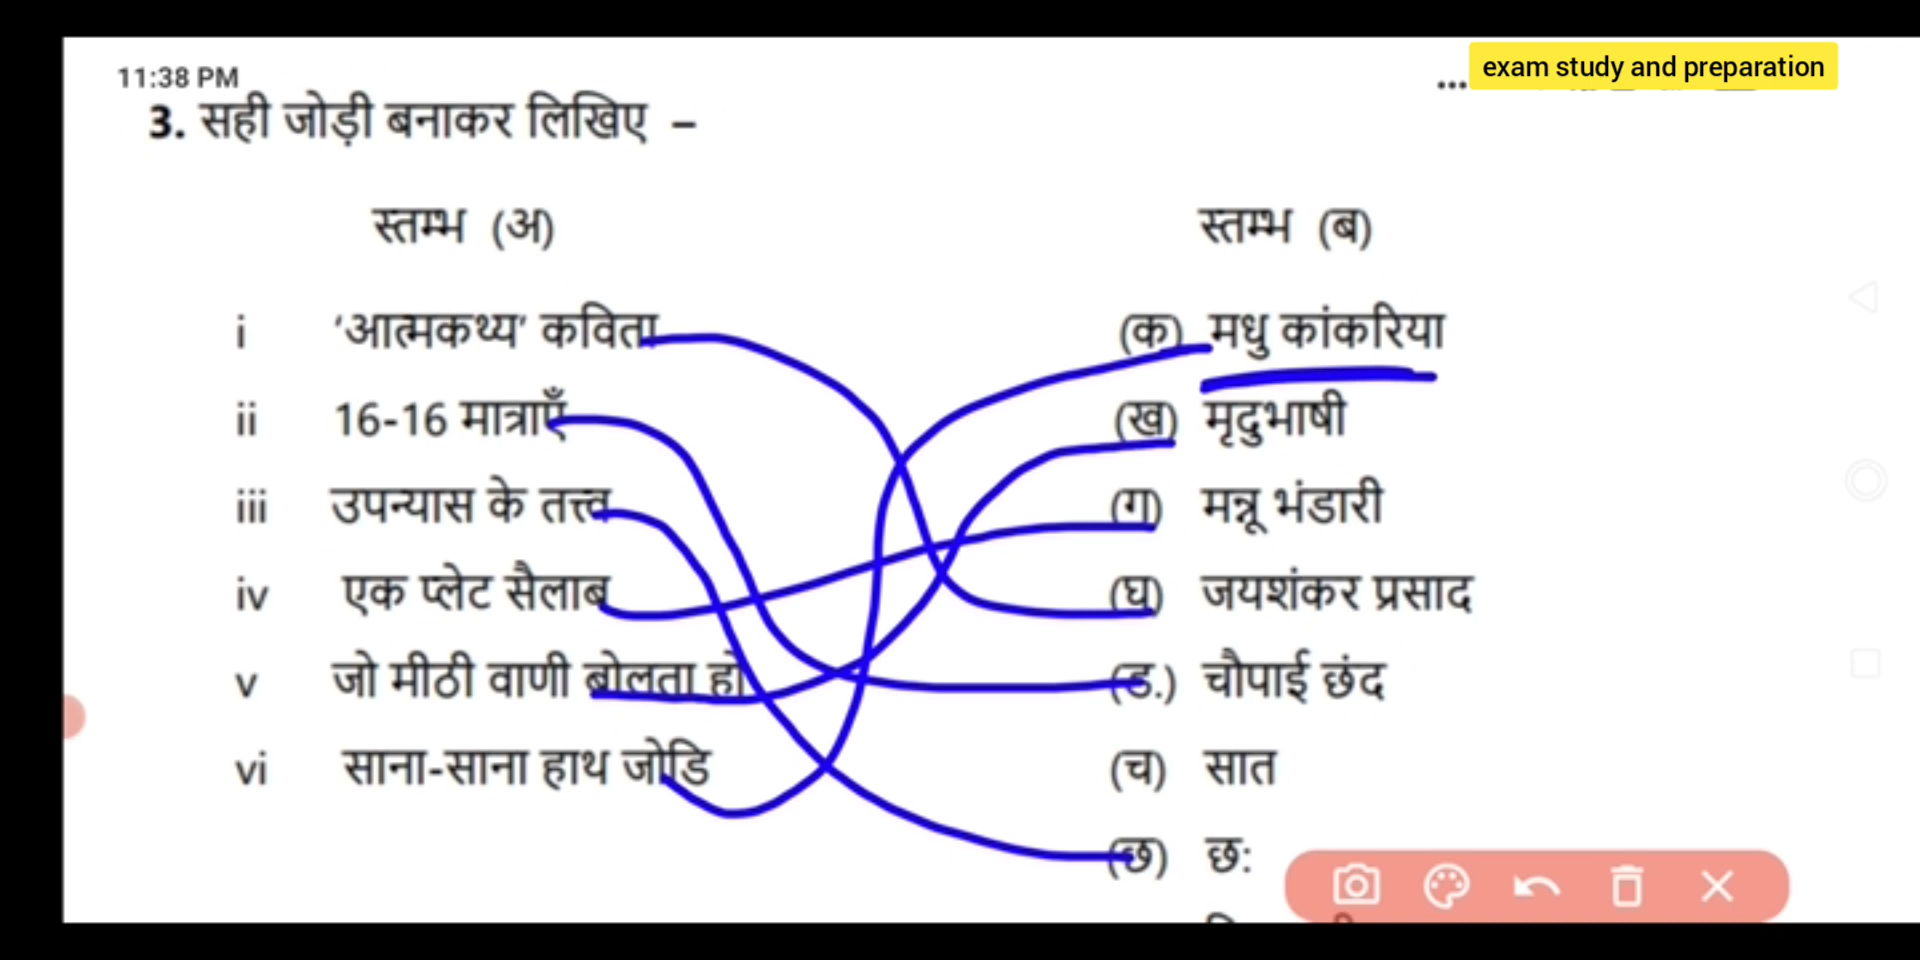 11:38 PM
exam study and preparation
3. सही जोड़ी बनाकर लिखिए –
स्तम्भ (अ) स्तम्भ (ब)
i 'आत्मकथ्य' कविता (क) मधु कांकरिया
ii 16-16 मात्राएँ (ख) मृदुभाषी
iii उपन्यास के तत्त्व (ग) मन्नू भंडारी
iv एक प्लेट सैलाब (घ) जयशंकर प्रसाद
v जो मीठी वाणी बोलता हो (ड.) चौपाई छंद
vi साना-साना हाथ जोडि (च) सात
(छ) छ: